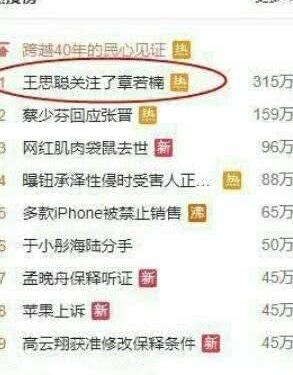 跨越40年的民心见证 热
1 王思聪关注了章若楠 热 315万
2 蔡少芬回应张晋 热 159万
3 网红肌肉袋鼠去世 新 96万
4 曝钮承泽性侵时受害人正… 热 88万
5 多款iPhone被禁止销售 沸 65万
6 于小彤海陆分手 50万
7 孟晚舟保释听证 新 45万
8 苹果上诉 新 45万
9 高云翔获准修改保释条件 新 45万